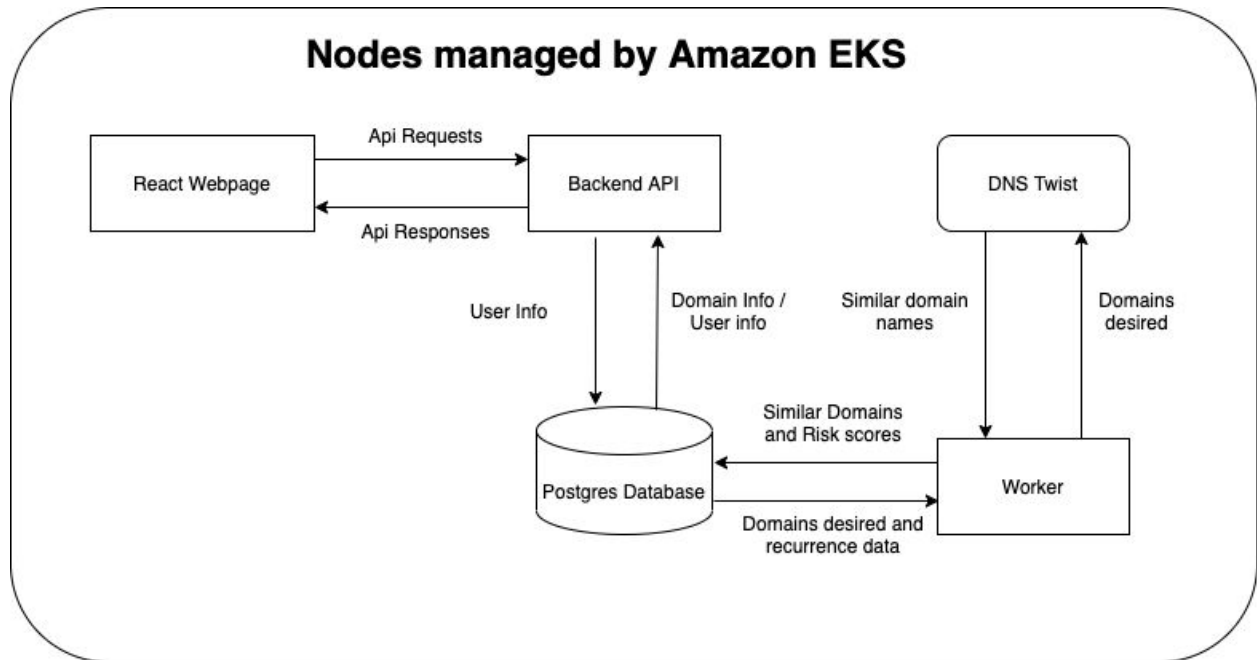 Nodes managed by Amazon EKS
Api Requests
React Webpage
Backend API
DNS Twist
Api Responses
User Info
Domain Info /
User info
Similar domain
names
Domains
desired
Similar Domains
and Risk scores
Postgres Database
Worker
Domains desired and
recurrence data